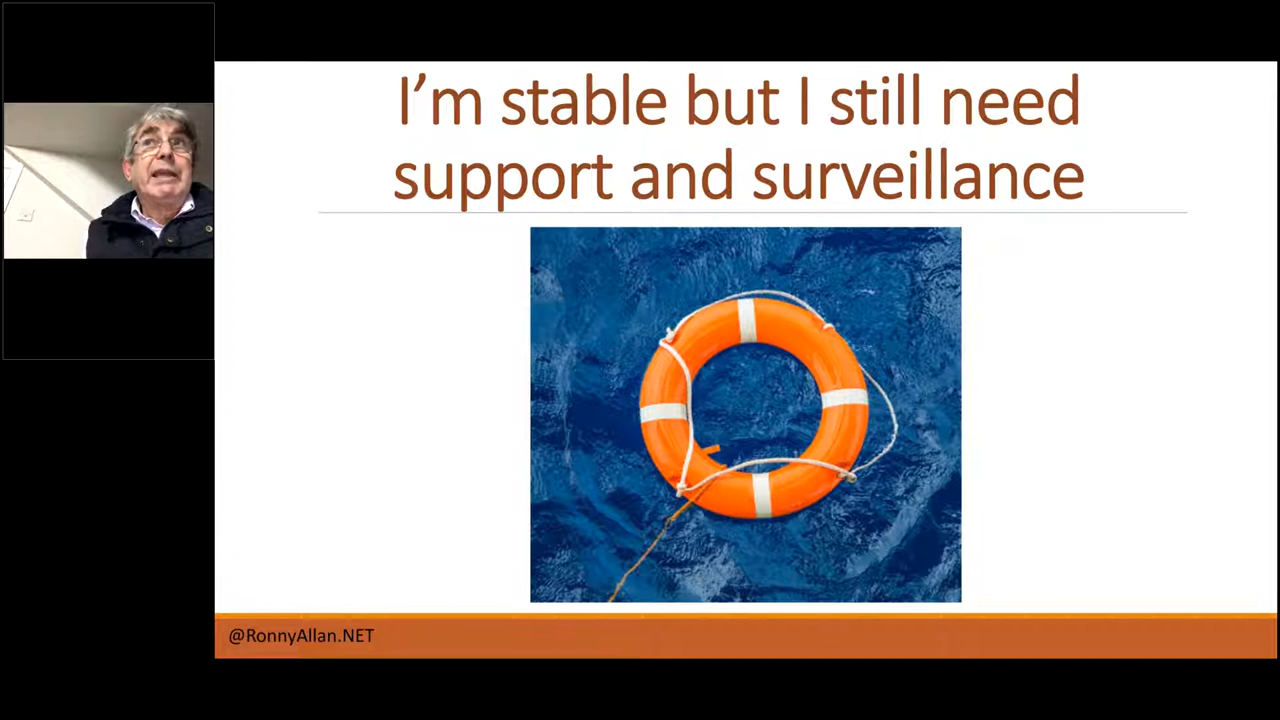 I’m stable but I still need
support and surveillance
@RonnyAllan.NET